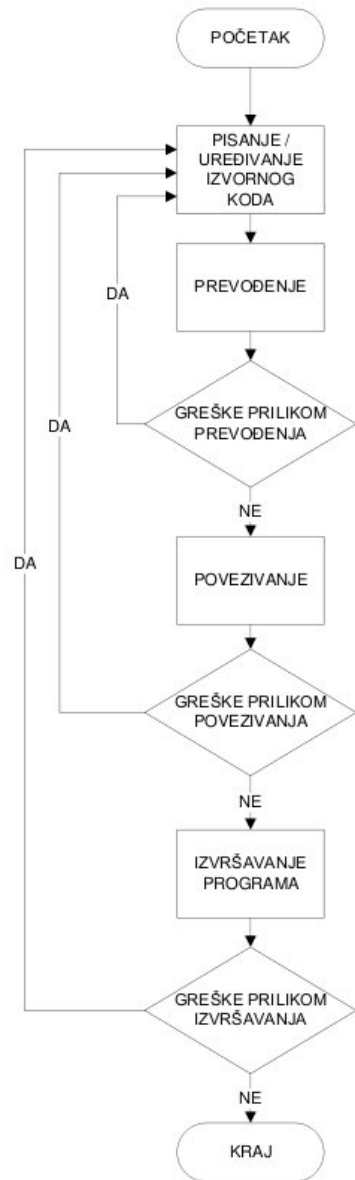 POČETAK
PISANJE /
UREĐIVANJE
IZVORNOG
KODA
DA
PREVOĐENJE
GREŠKE PRILIKOM
PREVOĐENJA
DA
NE
DA
POVEZIVANJE
GREŠKE PRILIKOM
POVEZIVANJA
NE
IZVRŠAVANJE
PROGRAMA
GREŠKE PRILIKOM
IZVRŠAVANJA
NE
KRAJ